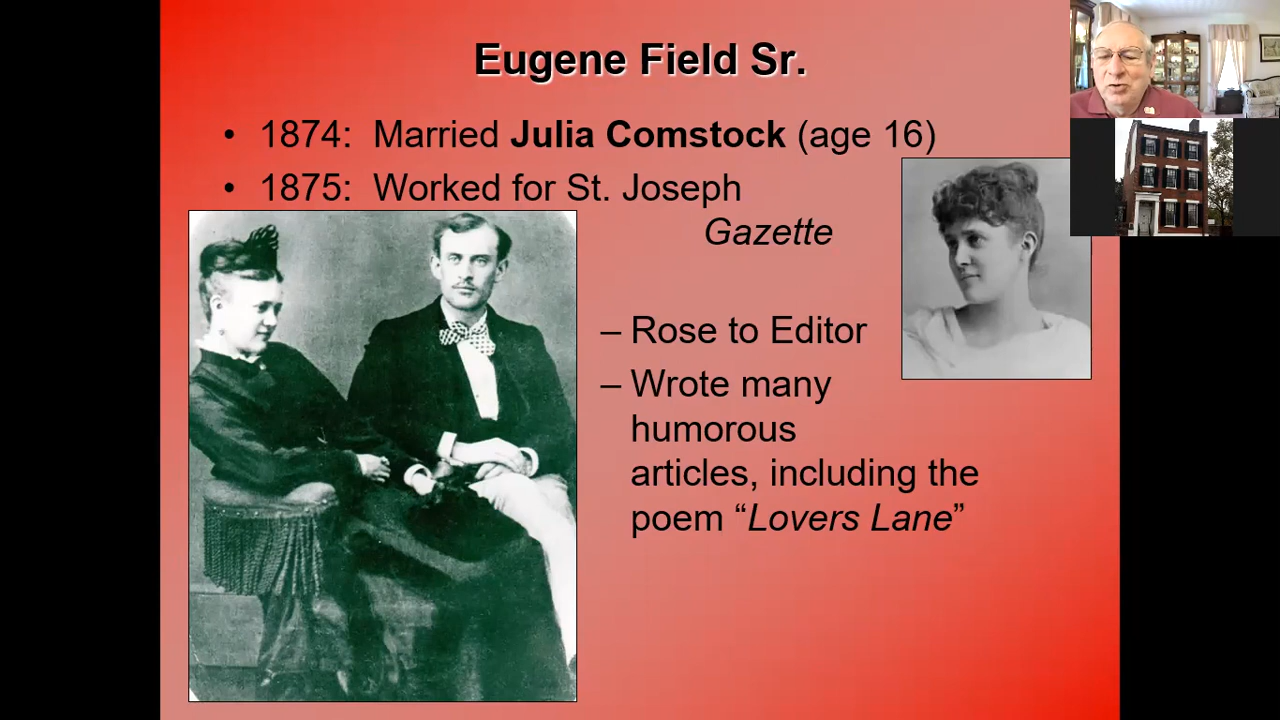 Eugene Field Sr.
• 1874: Married Julia Comstock (age 16)
• 1875: Worked for St. Joseph
Gazette
– Rose to Editor
– Wrote many
humorous
articles, including the
poem “Lovers Lane”